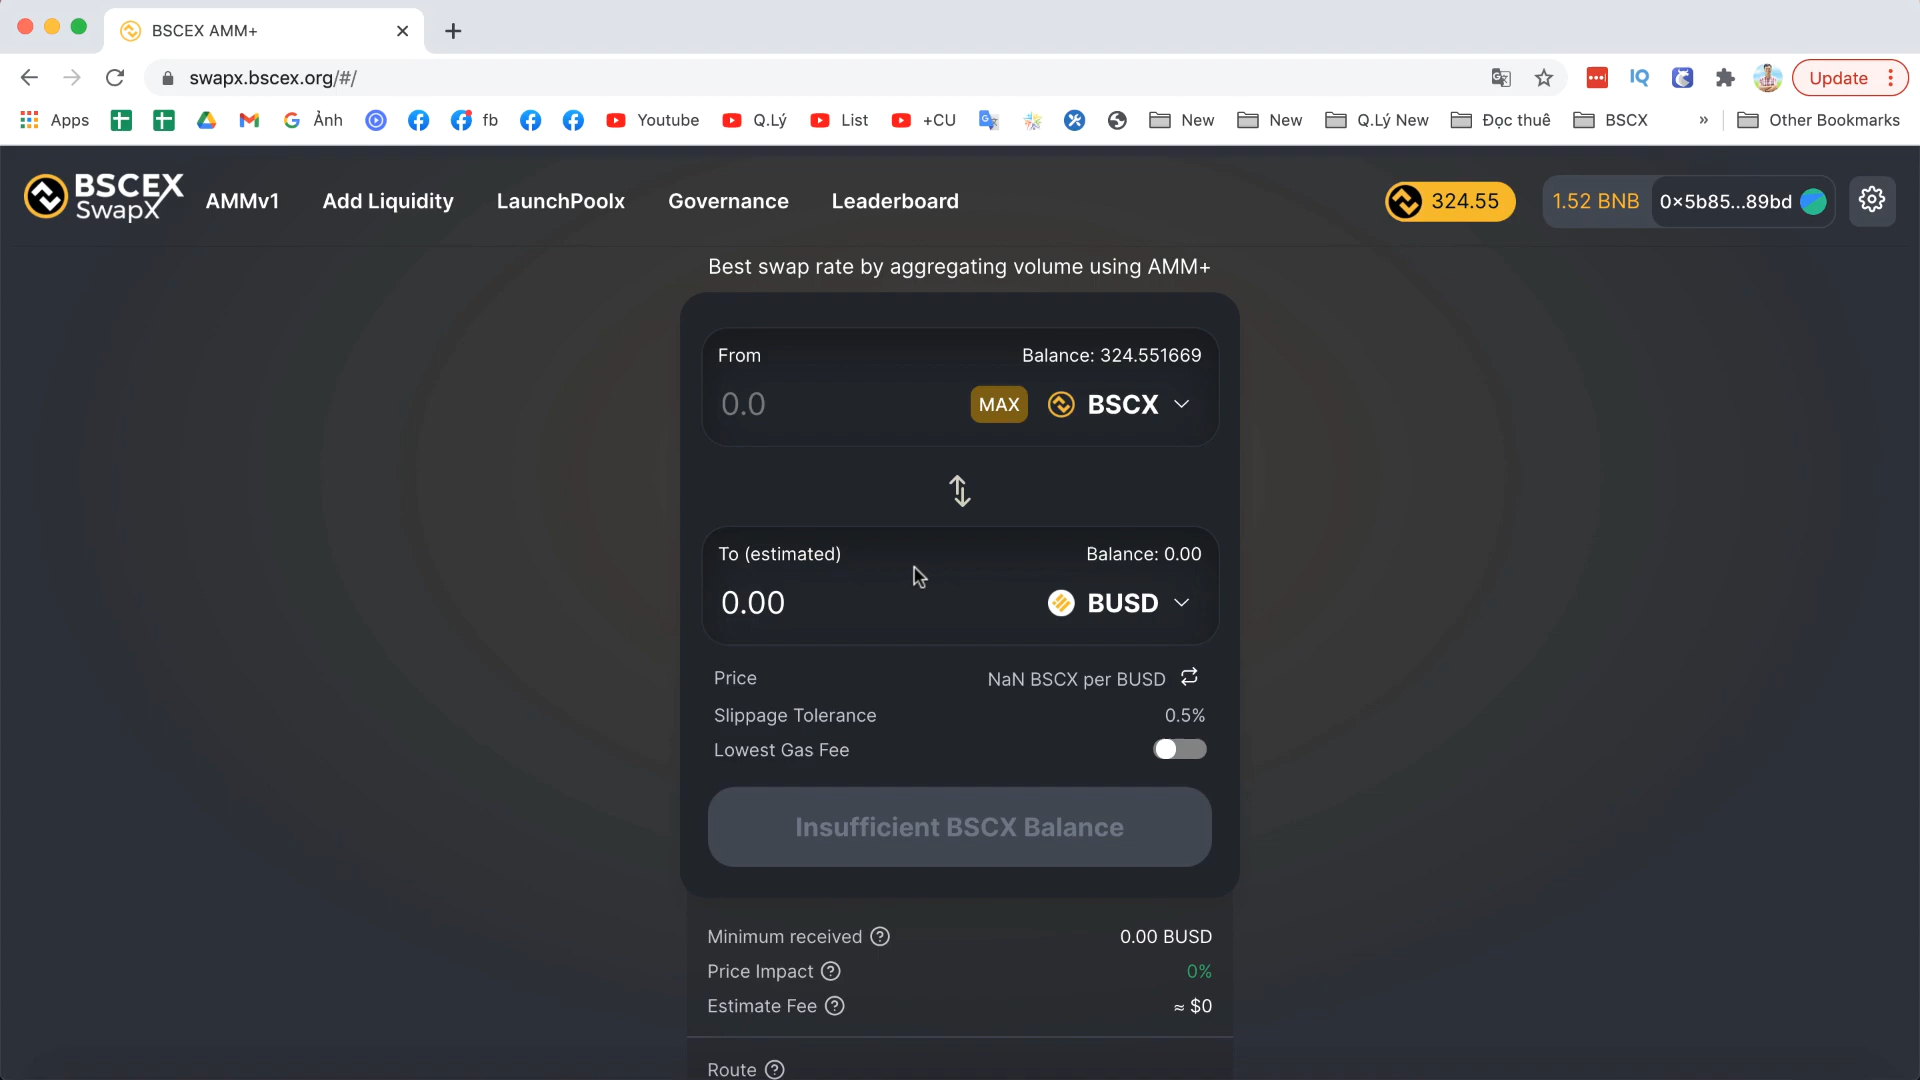 BSCEX AMM+
swapx.bscex.org/#/
Update
Apps
Ảnh
fb
Youtube
Q.Lý
List
+CU
New
New
Q.Lý New
Đọc thuê
BSCX
»
Other Bookmarks
BSCEX
SwapX
AMMv1
Add Liquidity
LaunchPoolx
Governance
Leaderboard
324.55
1.52 BNB
0x5b85...89bd
Best swap rate by aggregating volume using AMM+
From
Balance: 324.551669
0.0
MAX
BSCX
To (estimated)
Balance: 0.00
0.00
BUSD
Price
NaN BSCX per BUSD
Slippage Tolerance
0.5%
Lowest Gas Fee
Insufficient BSCX Balance
Minimum received ?
0.00 BUSD
Price Impact ?
0%
Estimate Fee ?
≈ $0
Route ?